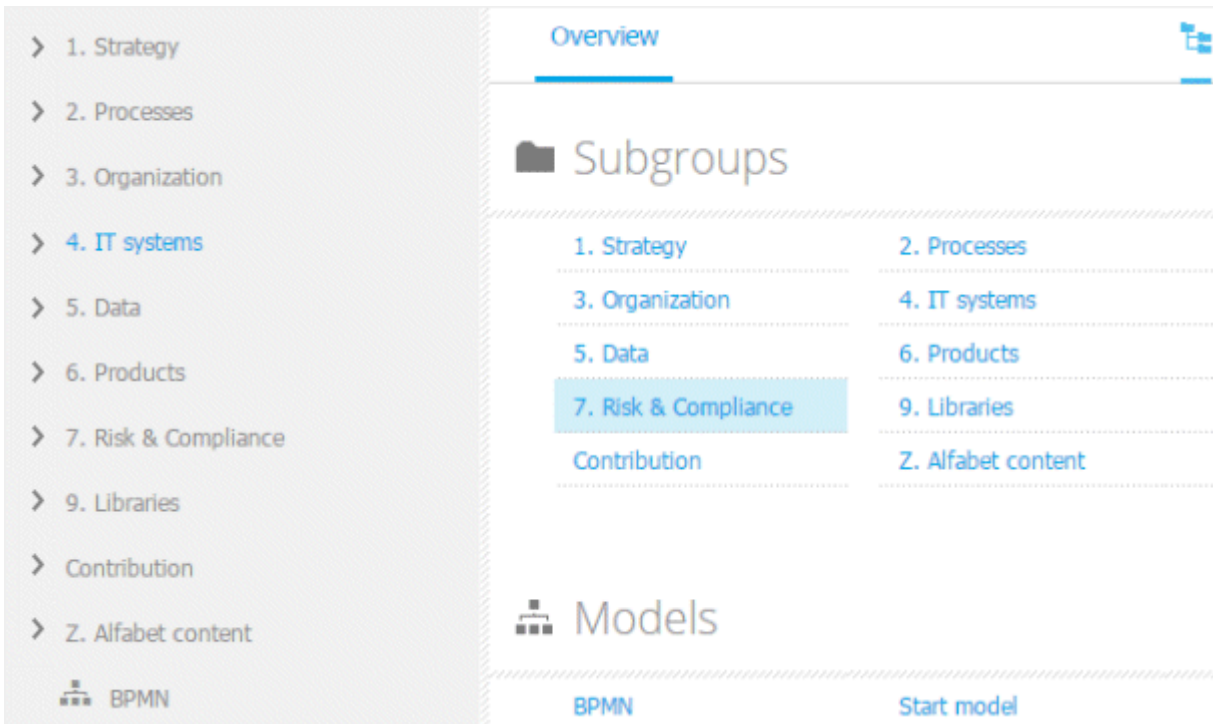 1. Strategy
2. Processes
3. Organization
4. IT systems
5. Data
6. Products
7. Risk & Compliance
9. Libraries
Contribution
Z. Alfabet content
BPMN
Overview
Subgroups
1. Strategy
2. Processes
3. Organization
4. IT systems
5. Data
6. Products
7. Risk & Compliance
9. Libraries
Contribution
Z. Alfabet content
Models
BPMN
Start model